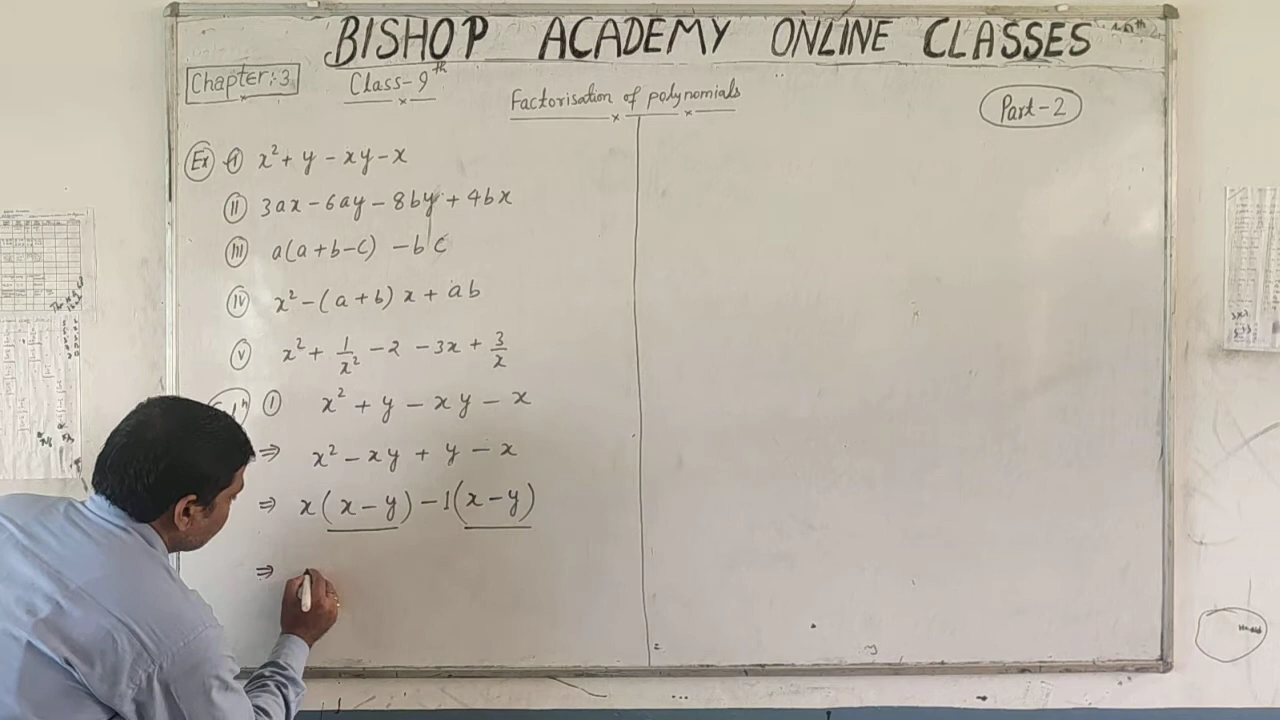 BISHOP ACADEMY ONLINE CLASSES
Chapter:3 Class-9th
Factorisation of polynomials
Part-2
Ex (i) x² + y - xy - x
(ii) 3ax - 6ay - 8by + 4bx
(iii) a(a+b-c) - bc
(iv) x² - (a+b)x + ab
(v) x² + 1/x² - 2 - 3x + 3/x
(1) x² + y - xy - x
⇒ x² - xy + y - x
⇒ x(x-y) - 1(x-y)
⇒